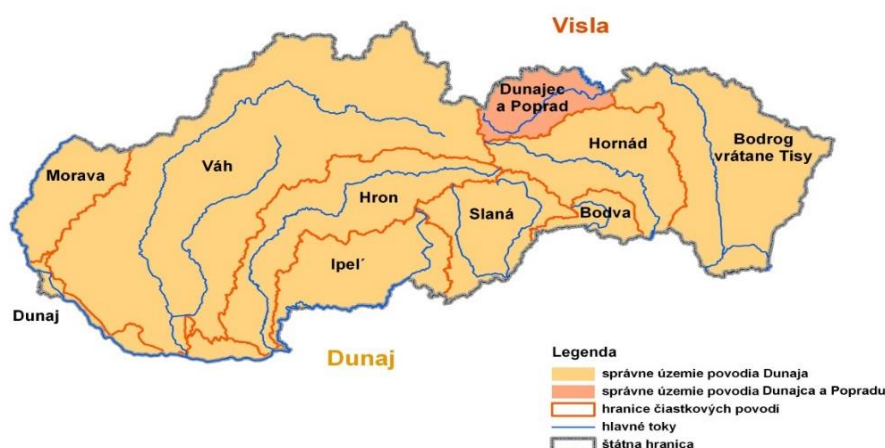 Visla
Dunajec
a Poprad
Hornád
Bodrog
vrátane Tisy
Morava
Váh
Hron
Slaná
Bodva
Ipeľ
Dunaj
Dunaj
Legenda
správne územie povodia Dunaja
správne územie povodia Dunajca a Popradu
hranice čiastkových povodí
hlavné toky
štátna hranica